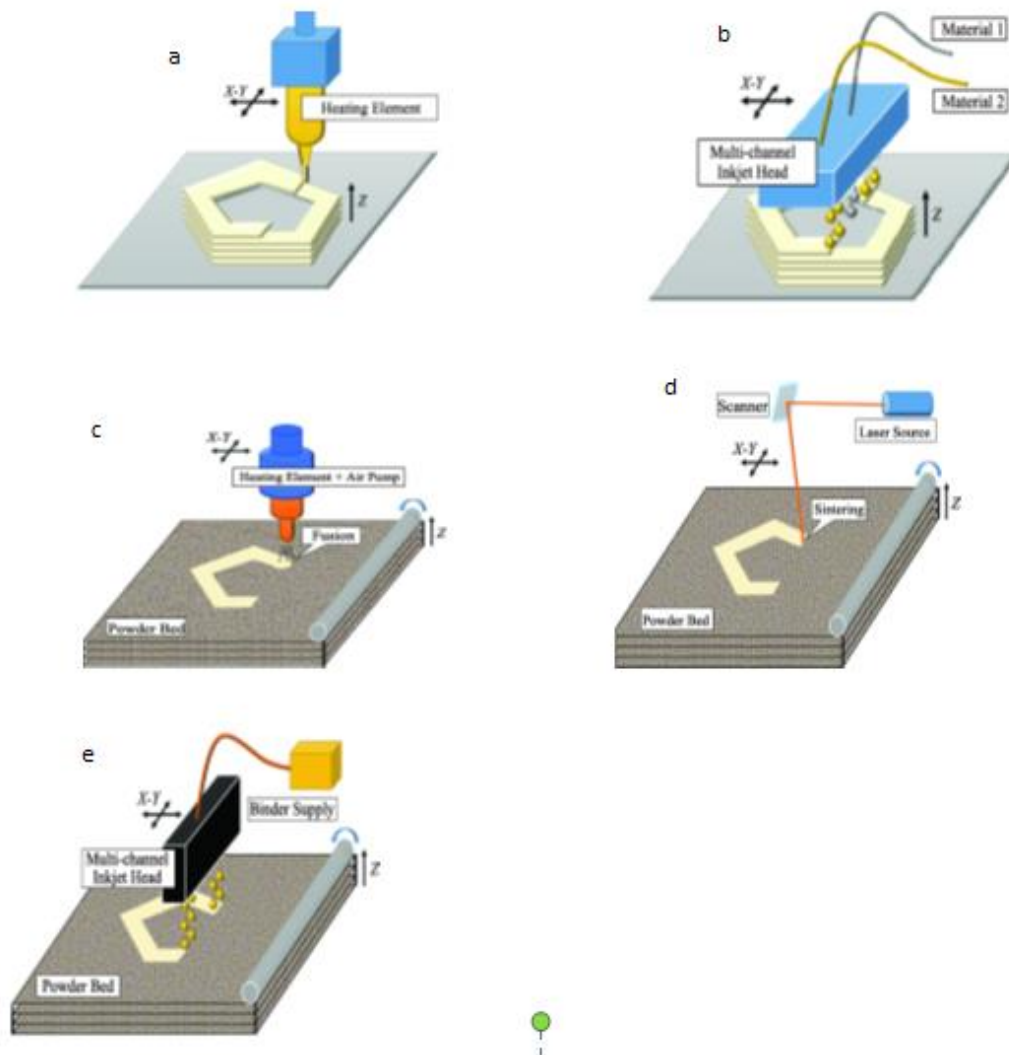 a
X-Y
Heating Element
Z
b
Material 1
X-Y
Material 2
Multi-channel
Inkjet Head
Z
c
X-Y
Heating Element + Air Pump
Fusion
Z
Powder Bed
d
Scanner
Laser Source
X-Y
Sintering
Z
Powder Bed
e
X-Y
Binder Supply
Multi-channel
Inkjet Head
Z
Powder Bed